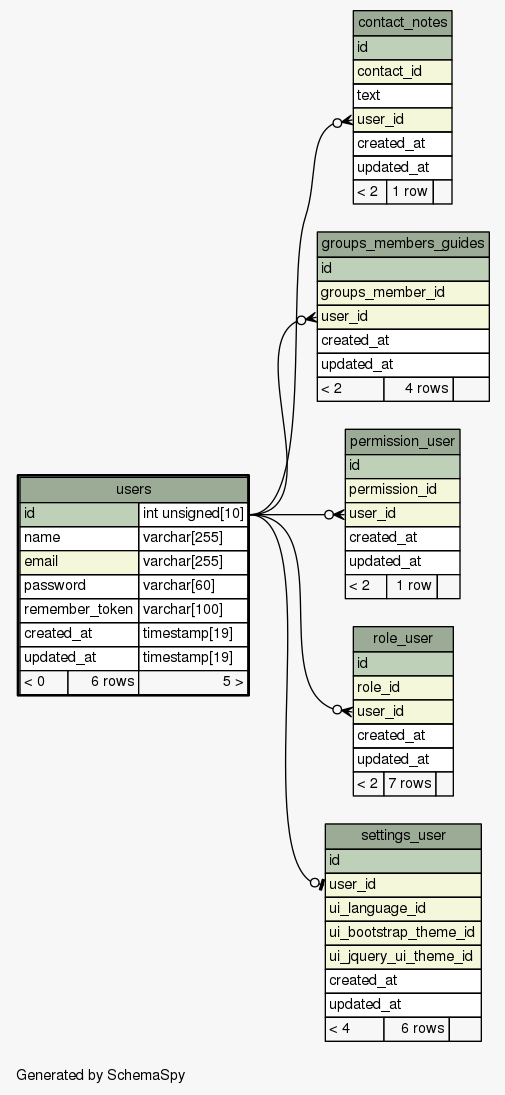 contact_notes
id
contact_id
text
user_id
created_at
updated_at
< 2 1 row
groups_members_guides
id
groups_member_id
user_id
created_at
updated_at
< 2 4 rows
permission_user
id
permission_id
user_id
created_at
updated_at
< 2 1 row
users
id int unsigned[10]
name varchar[255]
email varchar[255]
password varchar[60]
remember_token varchar[100]
created_at timestamp[19]
updated_at timestamp[19]
< 0 6 rows 5 >
role_user
id
role_id
user_id
created_at
updated_at
< 2 7 rows
settings_user
id
user_id
ui_language_id
ui_bootstrap_theme_id
ui_jquery_ui_theme_id
created_at
updated_at
< 4 6 rows
Generated by SchemaSpy